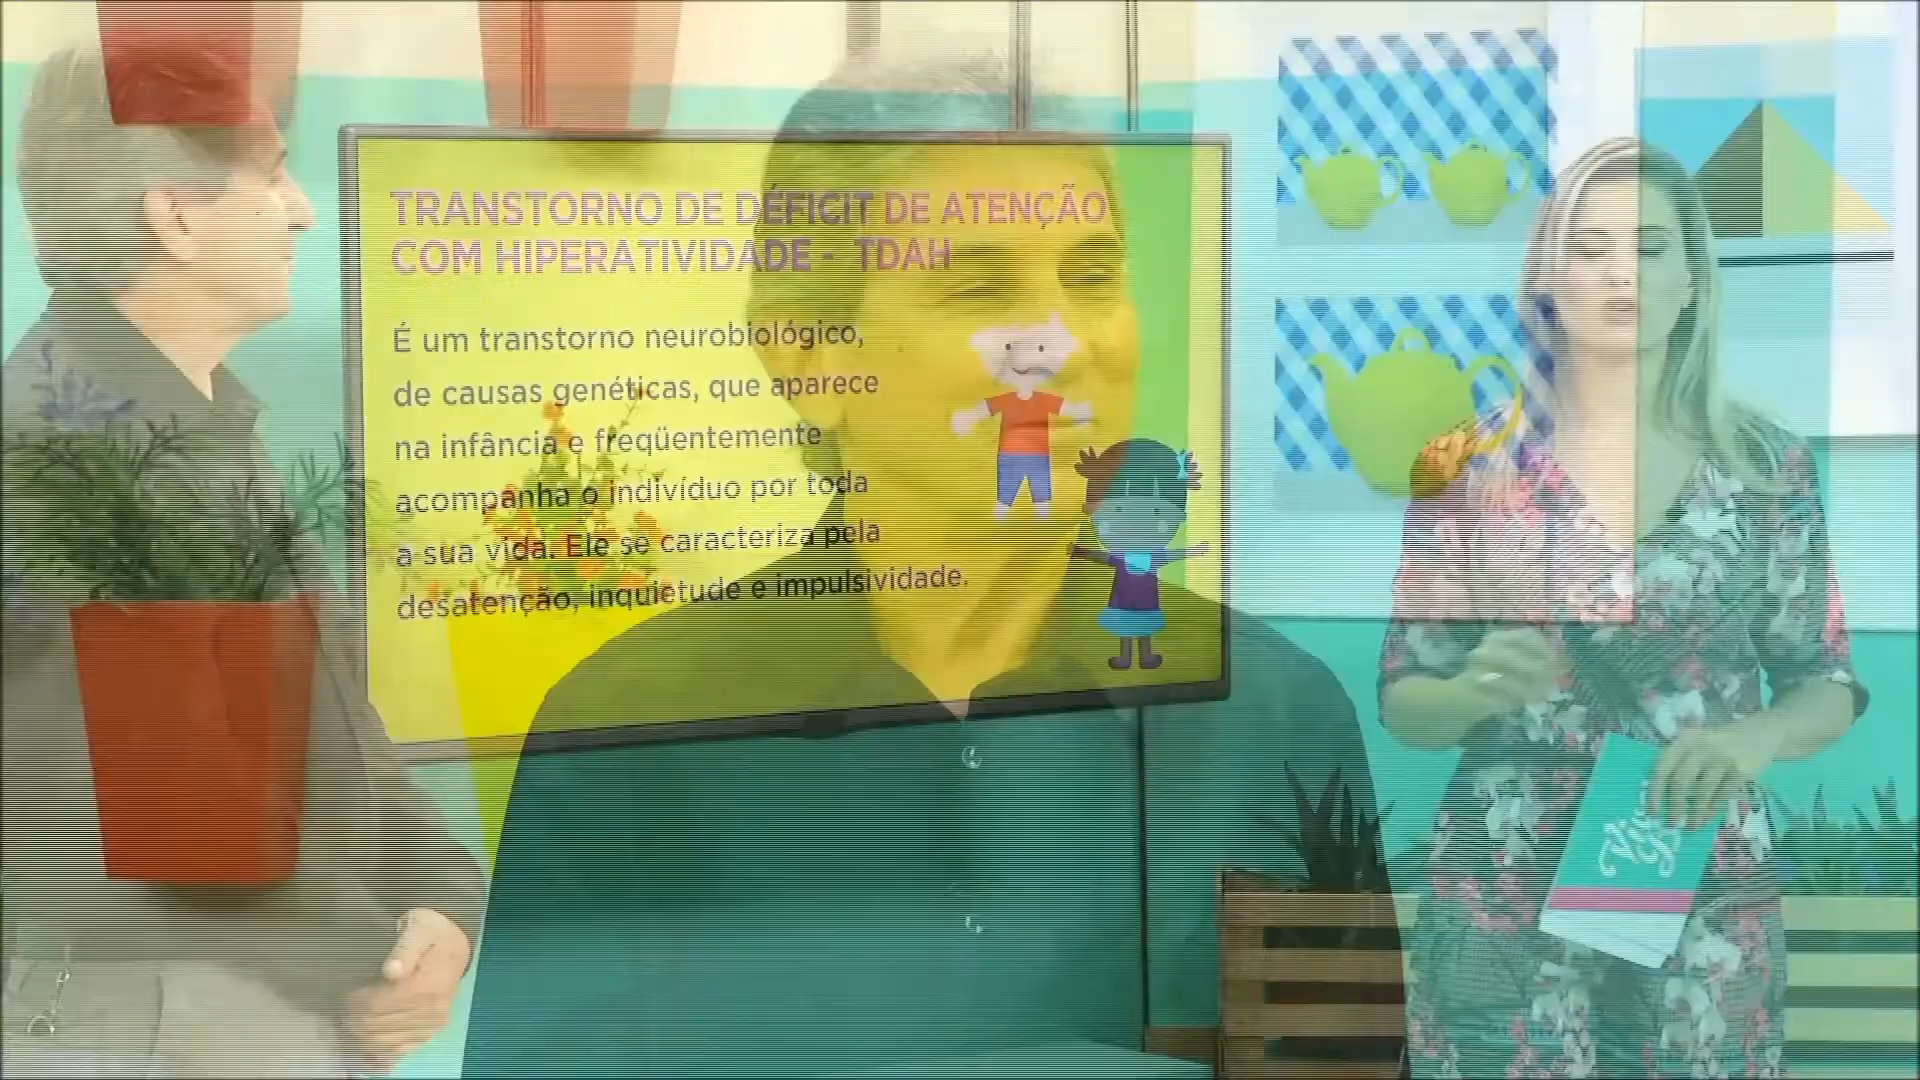 TRANSTORNO DE DÉFICIT DE ATENÇÃO
COM HIPERATIVIDADE - TDAH
É um transtorno neurobiológico,
de causas genéticas, que aparece
na infância e freqüentemente
acompanha o indivíduo por toda
a sua vida. Ele se caracteriza pela
desatenção, inquietude e impulsividade.